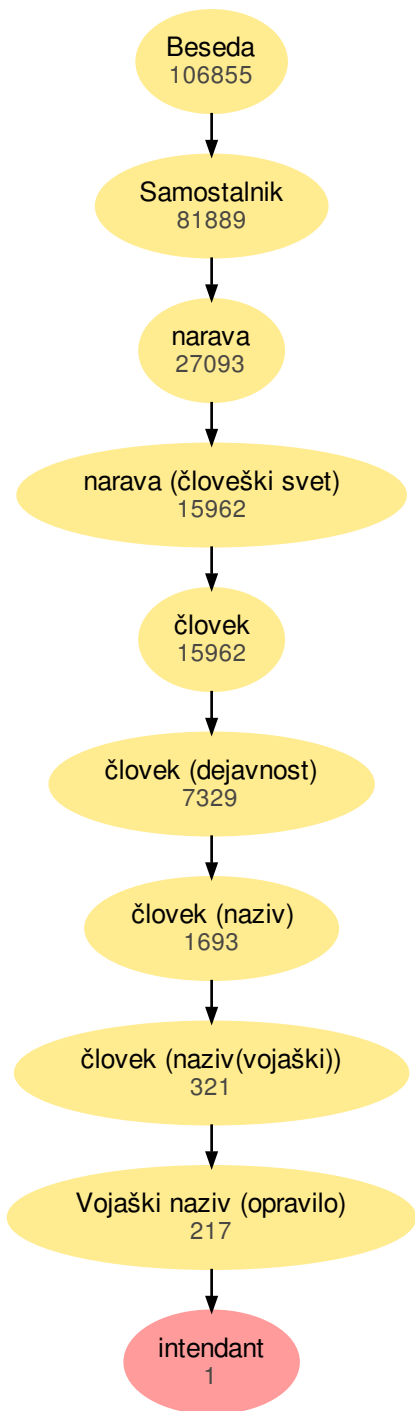 Beseda
106855
Samostalnik
81889
narava
27093
narava (človeški svet)
15962
človek
15962
človek (dejavnost)
7329
človek (naziv)
1693
človek (naziv(vojaški))
321
Vojaški naziv (opravilo)
217
intendant
1